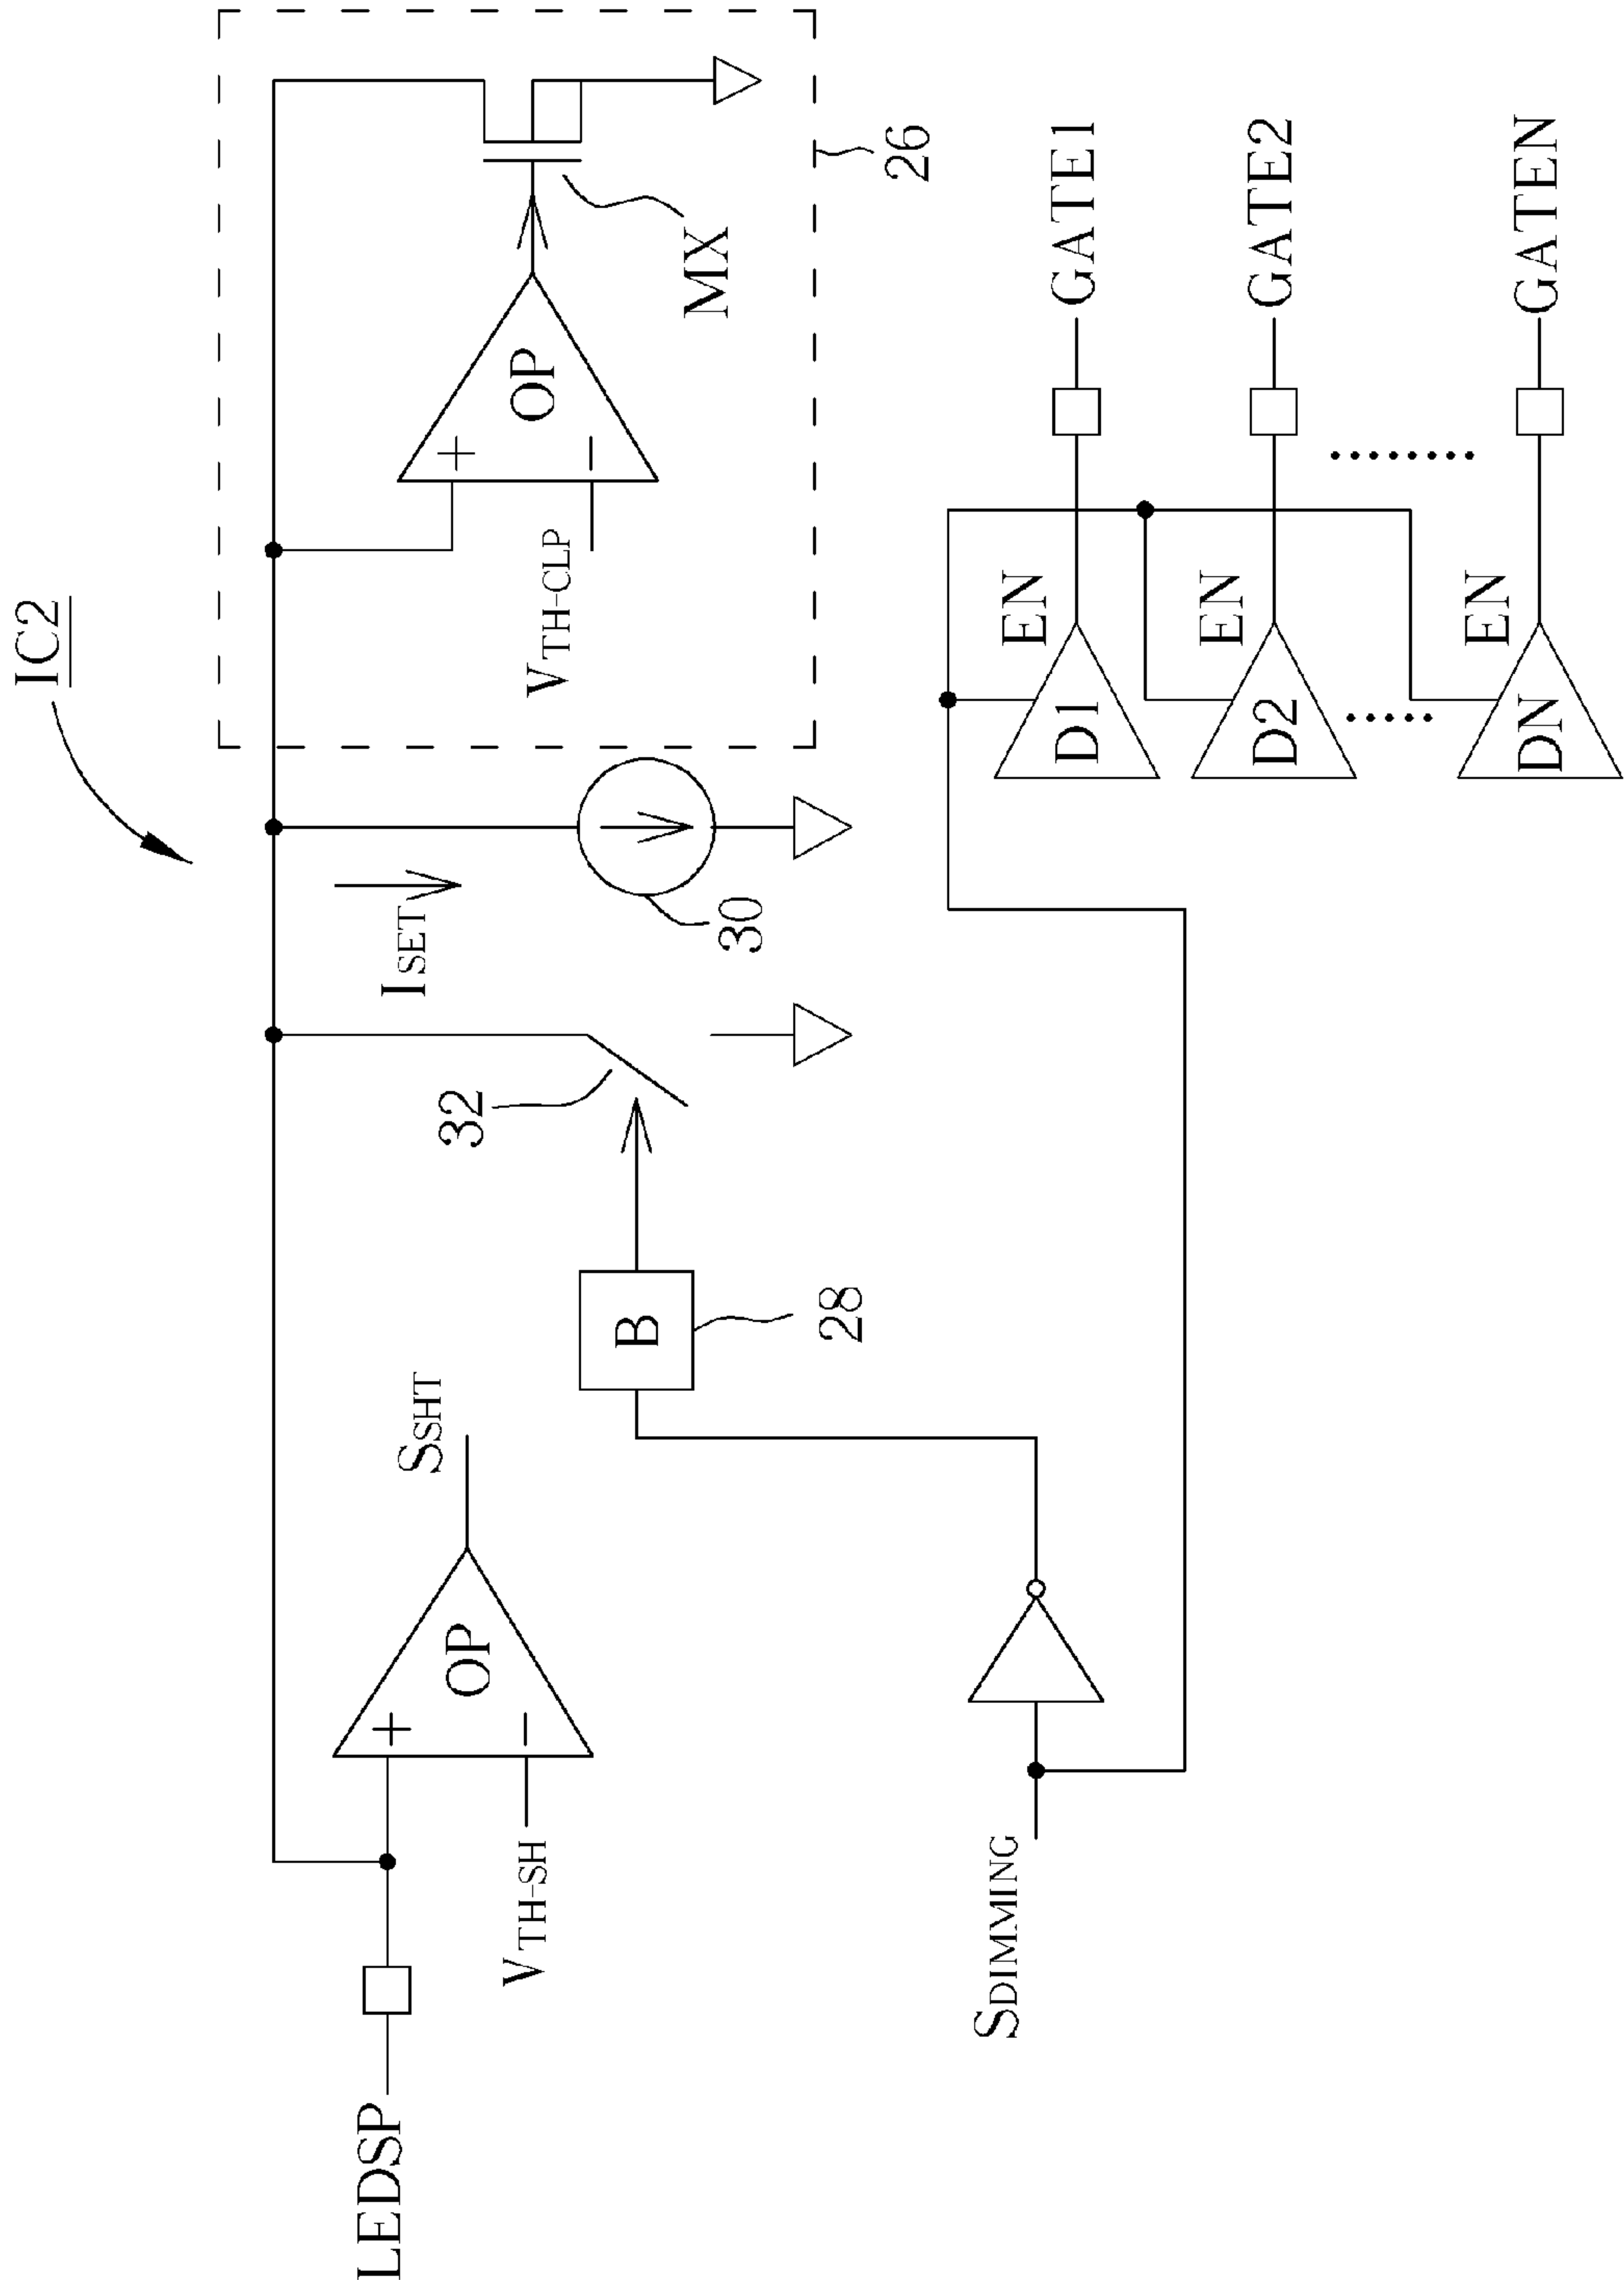 IC2
LEDSP
VTH-SH
OP
+
−
SSHT
32
ISET
30
VTH-CLP
OP
+
−
MX
26
B
28
SDIMMING
D1
EN
GATE1
D2
EN
GATE2
DN
EN
GATEN